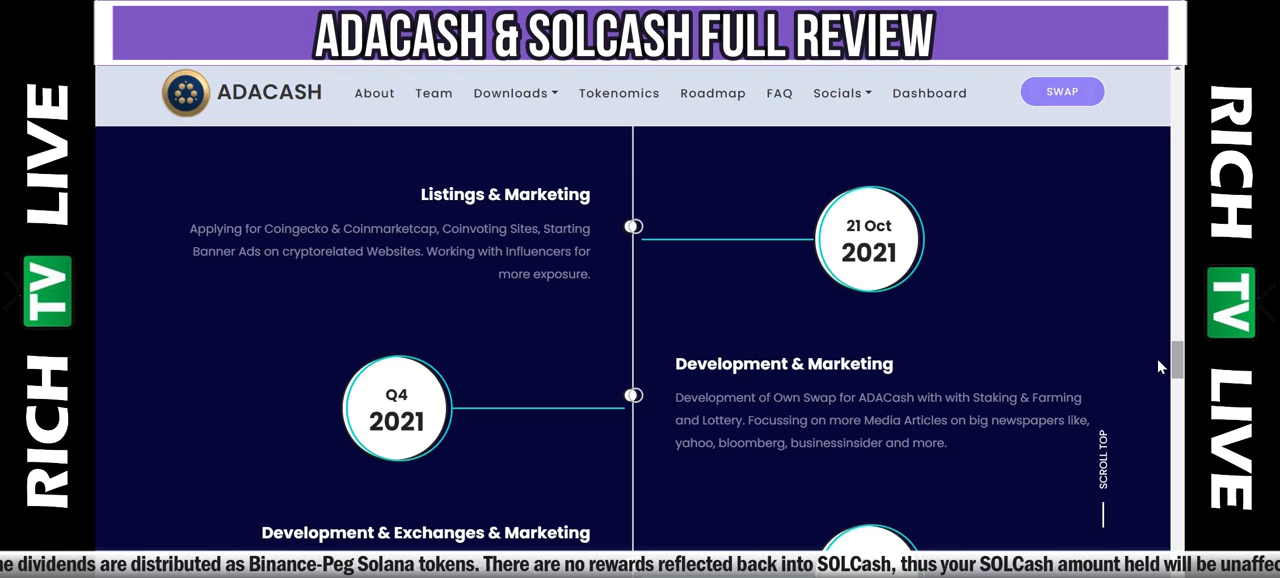 ADACASH & SOLCASH FULL REVIEW
ADACASH About Team Downloads Tokenomics Roadmap FAQ Socials Dashboard SWAP
RICH TV LIVE
RICH TV LIVE
Listings & Marketing
Applying for Coingecko & Coinmarketcap, Coinvoting Sites, Starting
Banner Ads on cryptorelated Websites. Working with Influencers for
more exposure.
21 Oct
2021
Q4
2021
Development & Marketing
Development of Own Swap for ADACash with with Staking & Farming
and Lottery. Focussing on more Media Articles on big newspapers like,
yahoo, bloomberg, businessinsider and more.
SCROLL TOP
Development & Exchanges & Marketing
dividends are distributed as Binance-Peg Solana tokens. There are no rewards reflected back into SOLCash, thus your SOLCash amount held will be